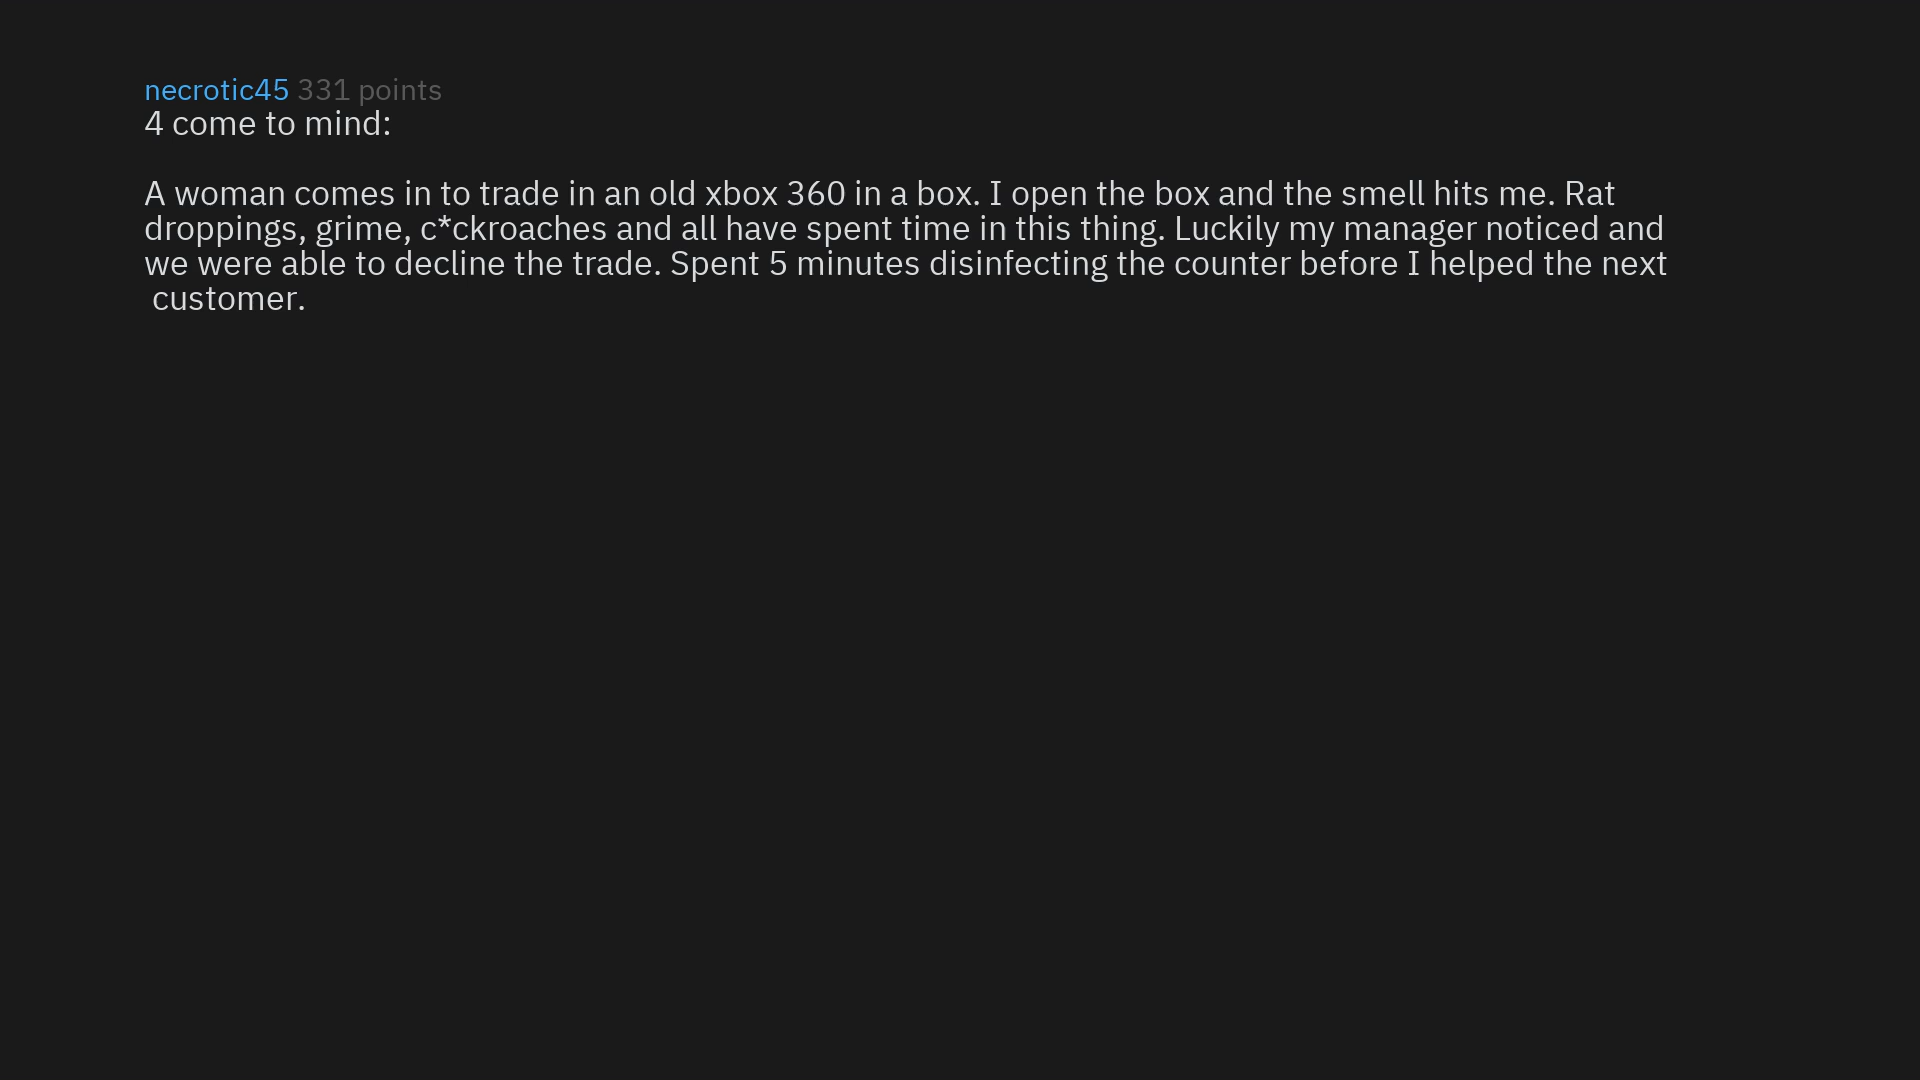 necrotic45 331 points
4 come to mind:
A woman comes in to trade in an old xbox 360 in a box. I open the box and the smell hits me. Rat
droppings, grime, c*ckroaches and all have spent time in this thing. Luckily my manager noticed and
we were able to decline the trade. Spent 5 minutes disinfecting the counter before I helped the next
customer.